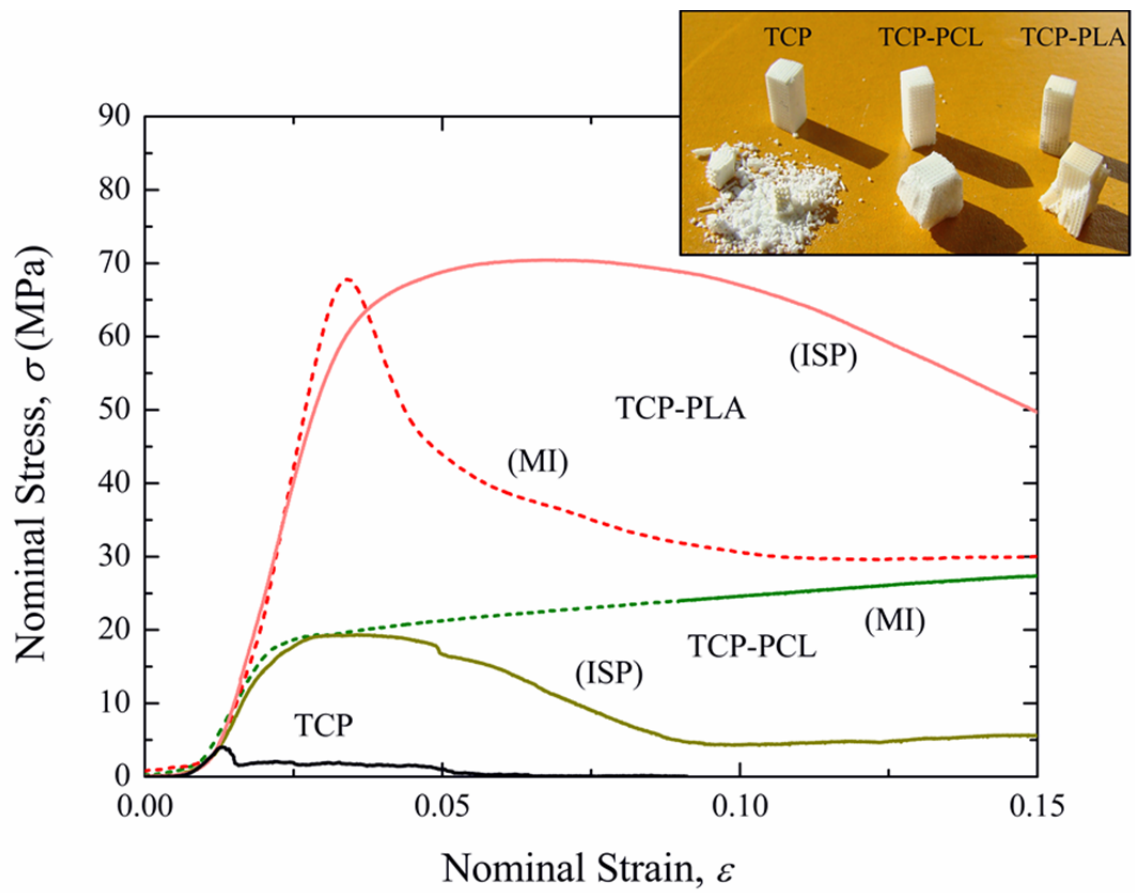 TCP TCP-PCL TCP-PLA
90
80
70
60
50
40
30
20
10
0
Nominal Stress, σ (MPa)
(ISP)
TCP-PLA
(MI)
(MI)
TCP-PCL
(ISP)
TCP
0.00 0.05 0.10 0.15
Nominal Strain, ε